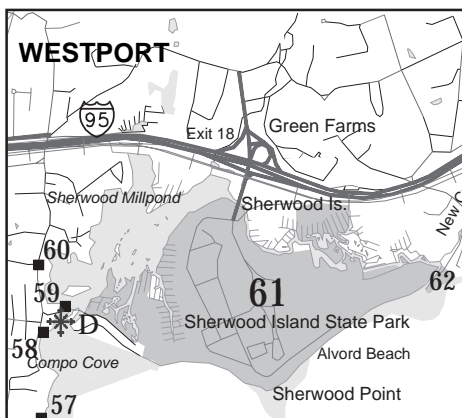 WESTPORT
95
Exit 18
Green Farms
Sherwood Millpond
Sherwood Is.
New C
60
61
62
59
D
Sherwood Island State Park
58
Alvord Beach
Compo Cove
Sherwood Point
57